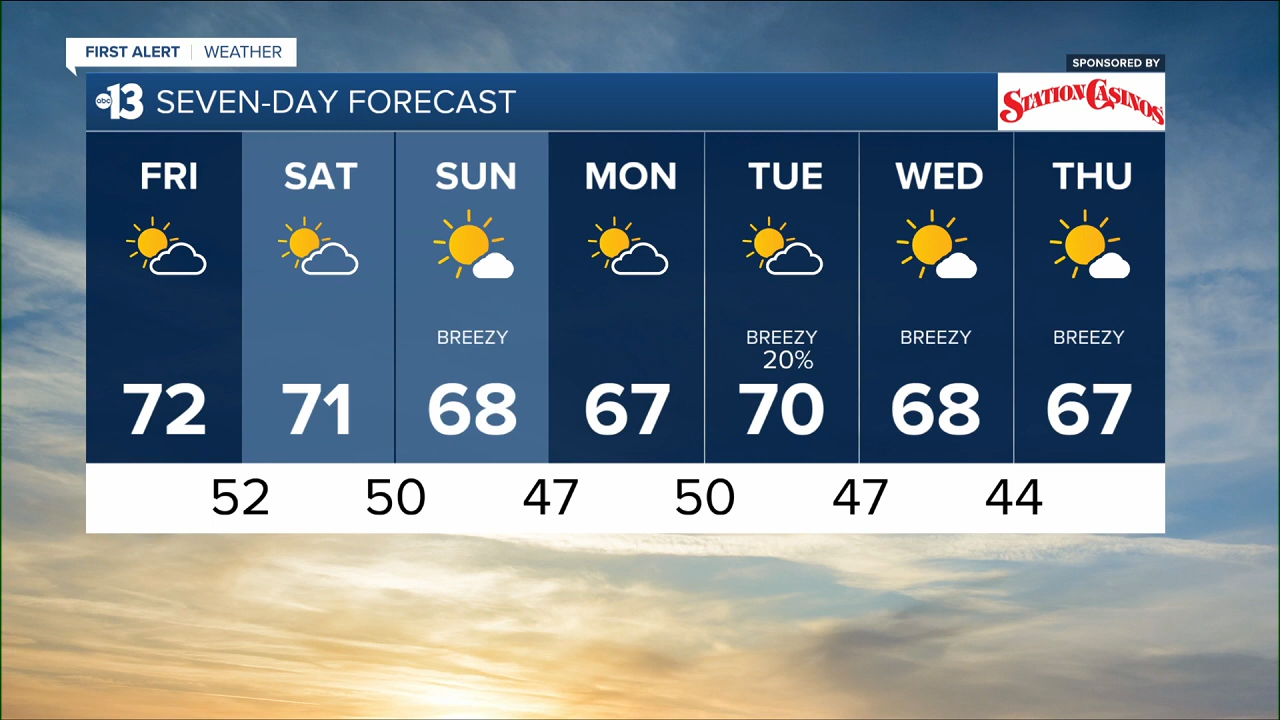 FIRST ALERT | WEATHER
SPONSORED BY
abc 13 SEVEN-DAY FORECAST
STATION CASINOS
FRI SAT SUN MON TUE WED THU
BREEZY BREEZY BREEZY BREEZY
20%
72 71 68 67 70 68 67
52 50 47 50 47 44